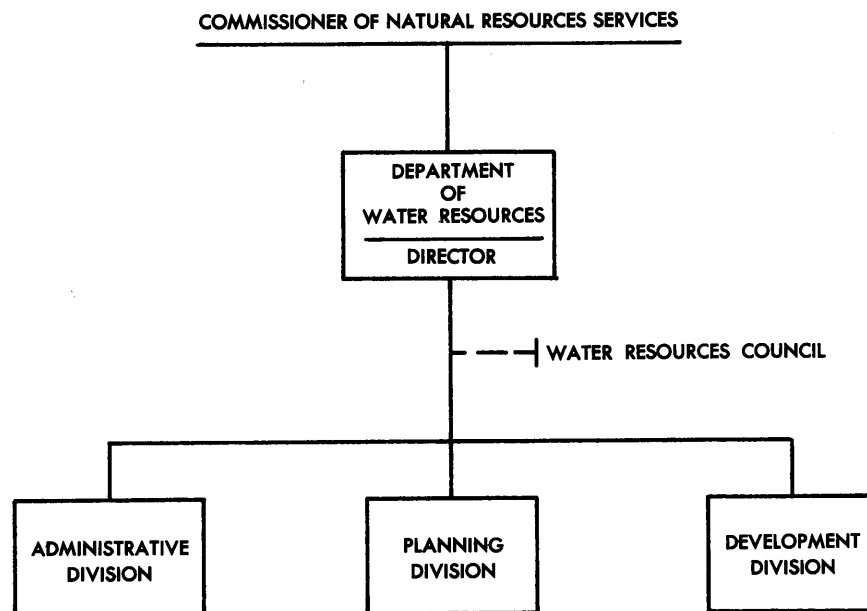 COMMISSIONER OF NATURAL RESOURCES SERVICES
DEPARTMENT
OF
WATER RESOURCES
DIRECTOR
WATER RESOURCES COUNCIL
ADMINISTRATIVE
DIVISION
PLANNING
DIVISION
DEVELOPMENT
DIVISION